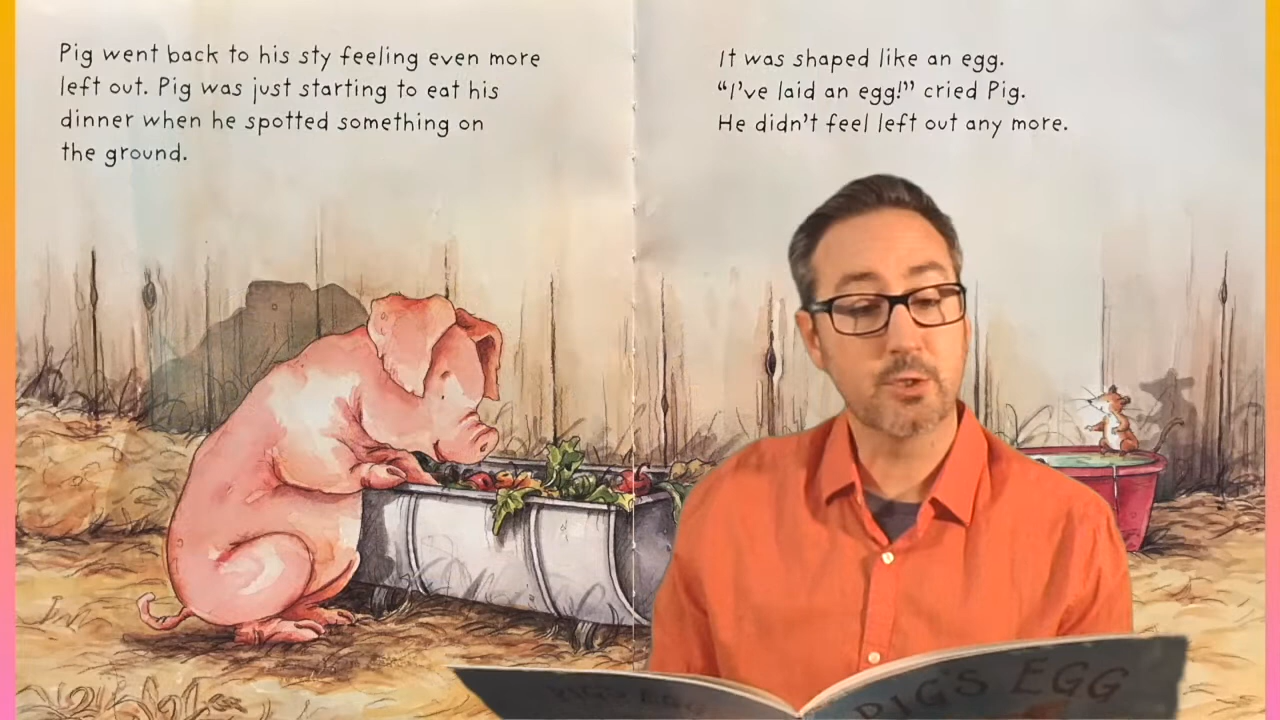 Pig went back to his sty feeling even more
left out. Pig was just starting to eat his
dinner when he spotted something on
the ground.
It was shaped like an egg.
“I've laid an egg!” cried Pig.
He didn't feel left out any more.
PIG'S EGG
PIG'S EGG